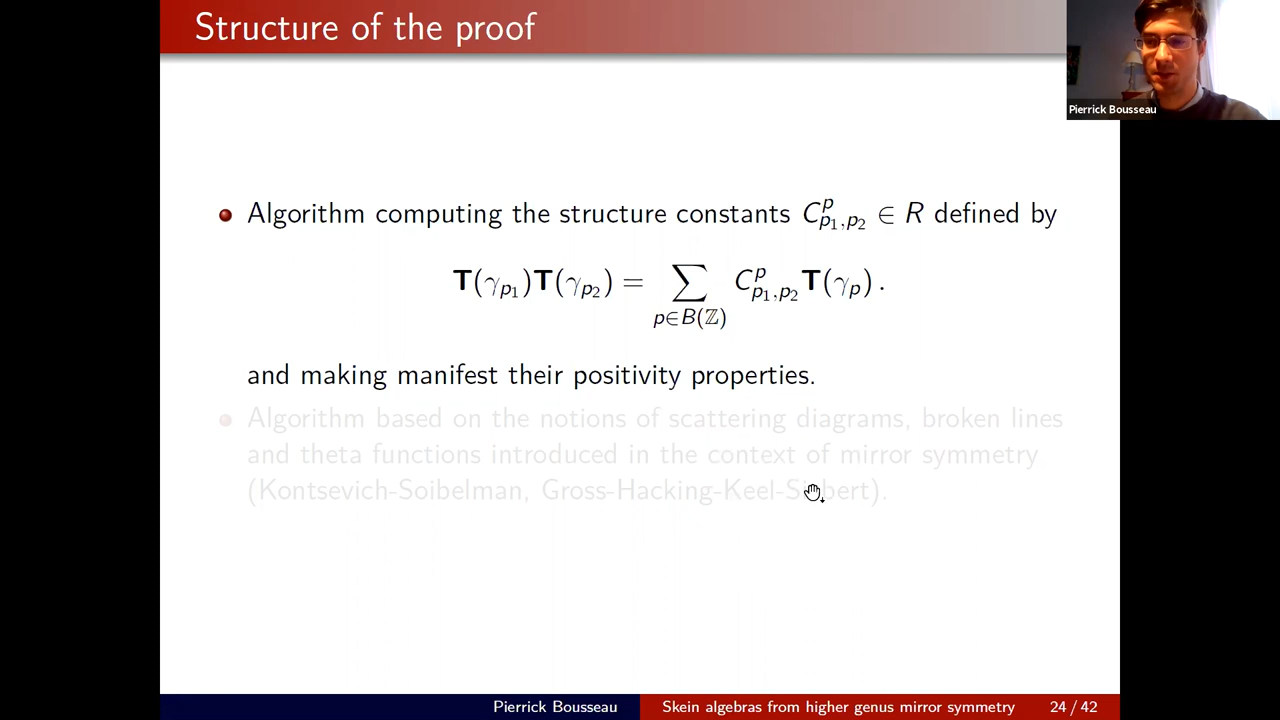 Structure of the proof
Pierrick Bousseau
Algorithm computing the structure constants $C^{p}_{p_1,p_2} \in R$ defined by
$\mathbf{T}(\gamma_{p_1})\mathbf{T}(\gamma_{p_2}) = \sum_{p \in B(\mathbb{Z})} C^{p}_{p_1,p_2} \mathbf{T}(\gamma_p).$
and making manifest their positivity properties.
Algorithm based on the notions of scattering diagrams, broken lines
and theta functions introduced in the context of mirror symmetry
(Kontsevich-Soibelman, Gross-Hacking-Keel-Siebert).
Pierrick Bousseau
Skein algebras from higher genus mirror symmetry
24 / 42